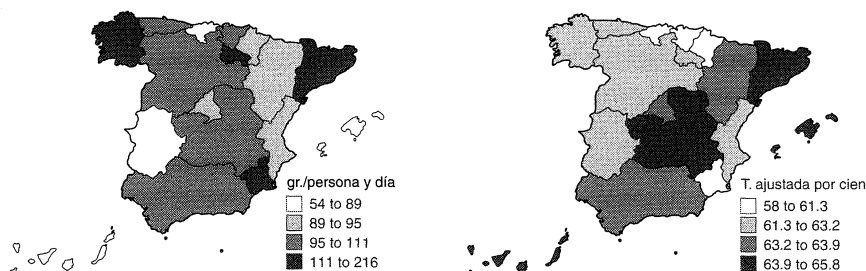 gr./persona y día
54 to 89
89 to 95
95 to 111
111 to 216
T. ajustada por cien
58 to 61.3
61.3 to 63.2
63.2 to 63.9
63.9 to 65.8